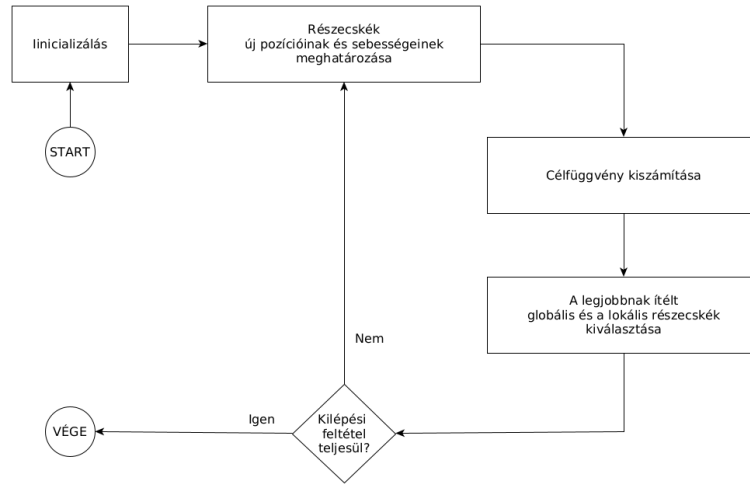 Iinicializálás
Részecskék
új pozícióinak és sebességeinek
meghatározása
START
Célfüggvény kiszámítása
A legjobbnak ítélt
globális és a lokális részecskék
kiválasztása
Nem
Igen
Kilépési
feltétel
teljesül?
VÉGE